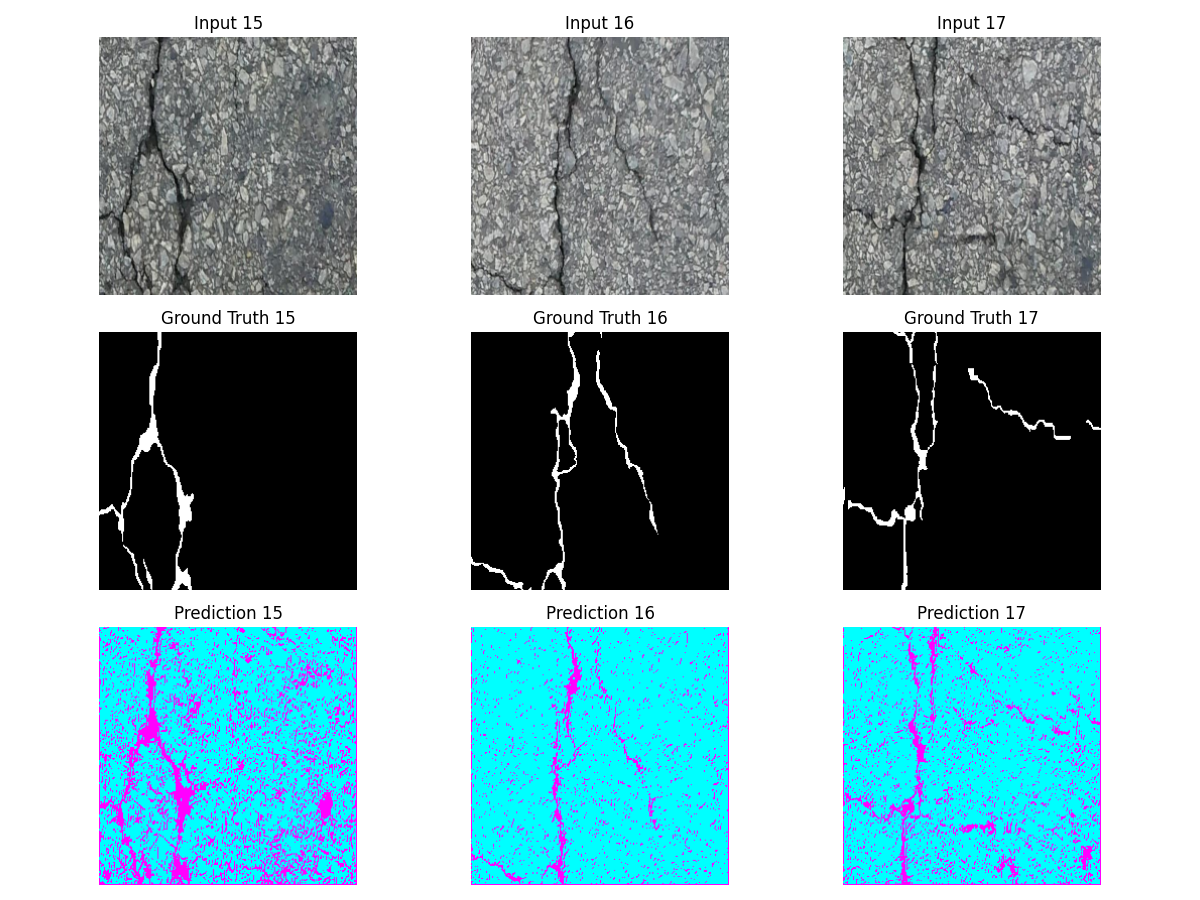 Input 15
Input 16
Input 17
Ground Truth 15
Ground Truth 16
Ground Truth 17
Prediction 15
Prediction 16
Prediction 17